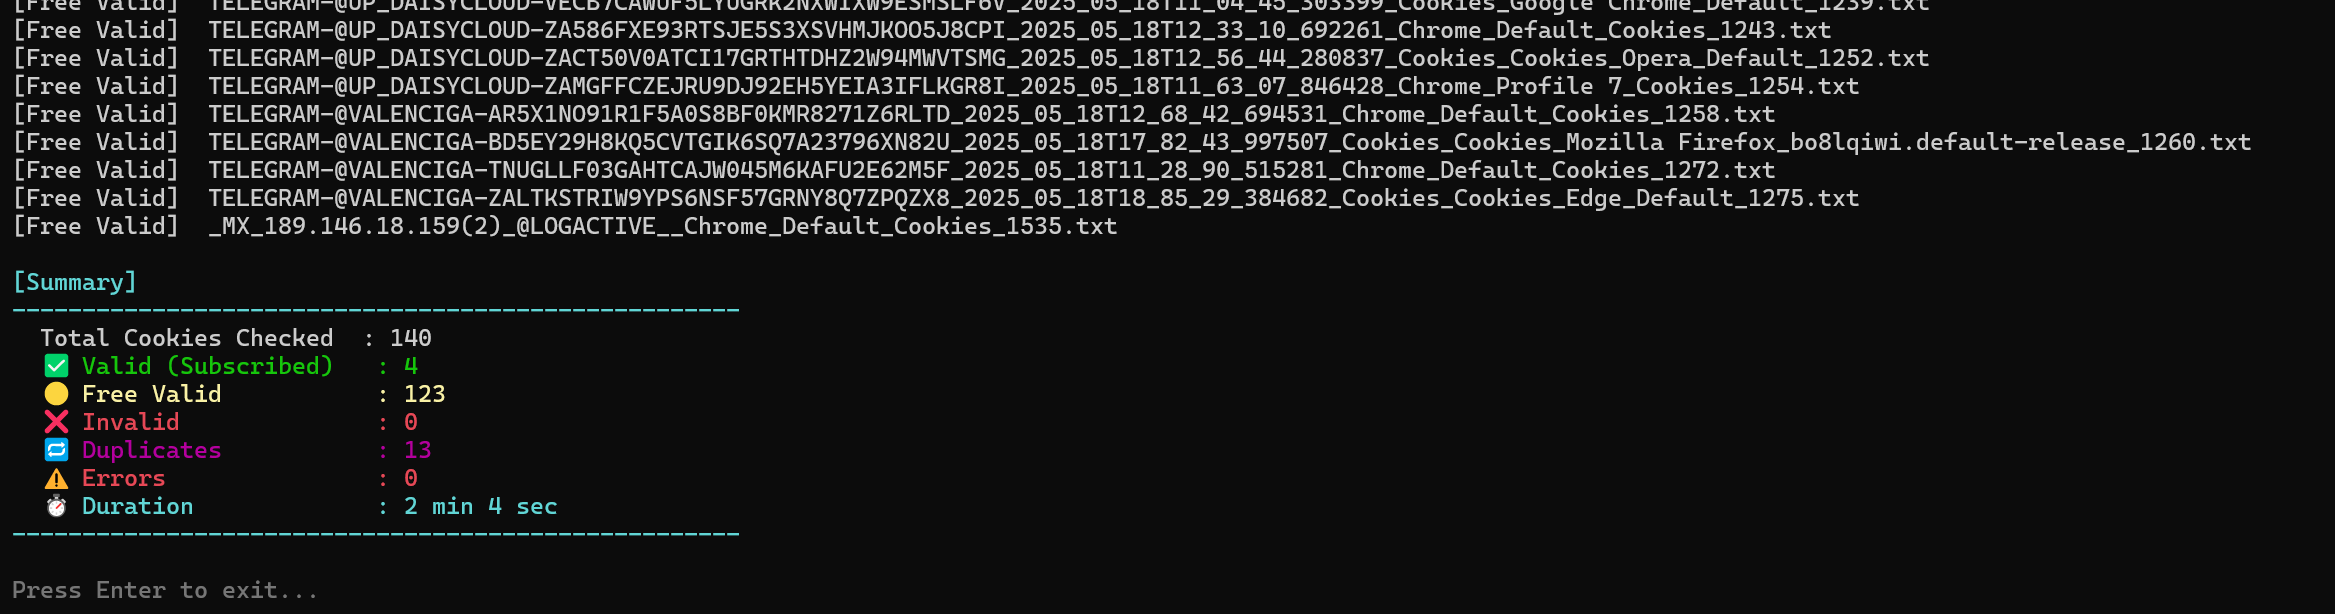 [Free Valid] TELEGRAM-@UP_DAISYCLOUD-VECB7CAWUF5LYUGRK2NXWIXW9ESMSLF6V_2025_05_18T11_04_45_303399_Cookies_Google Chrome_Default_1239.txt
[Free Valid] TELEGRAM-@UP_DAISYCLOUD-ZA586FXE93RTSJE5S3XSVHMJKOO5J8CPI_2025_05_18T12_33_10_692261_Chrome_Default_Cookies_1243.txt
[Free Valid] TELEGRAM-@UP_DAISYCLOUD-ZACT50V0ATCI17GRTHTDHZ2W94MWVTSMG_2025_05_18T12_56_44_280837_Cookies_Cookies_Opera_Default_1252.txt
[Free Valid] TELEGRAM-@UP_DAISYCLOUD-ZAMGFFCZEJRU9DJ92EH5YEIA3IFLKGR8I_2025_05_18T11_63_07_846428_Chrome_Profile 7_Cookies_1254.txt
[Free Valid] TELEGRAM-@VALENCIGA-AR5X1NO91R1F5A0S8BF0KMR8271Z6RLTD_2025_05_18T12_68_42_694531_Chrome_Default_Cookies_1258.txt
[Free Valid] TELEGRAM-@VALENCIGA-BD5EY29H8KQ5CVTGIK6SQ7A23796XN82U_2025_05_18T17_82_43_997507_Cookies_Cookies_Mozilla Firefox_bo8lqiwi.default-release_1260.txt
[Free Valid] TELEGRAM-@VALENCIGA-TNUGLLF03GAHTCAJW045M6KAFU2E62M5F_2025_05_18T11_28_90_515281_Chrome_Default_Cookies_1272.txt
[Free Valid] TELEGRAM-@VALENCIGA-ZALTKSTRIW9YPS6NSF57GRNY8Q7ZPQZX8_2025_05_18T18_85_29_384682_Cookies_Cookies_Edge_Default_1275.txt
[Free Valid] _MX_189.146.18.159(2)_@LOGACTIVE__Chrome_Default_Cookies_1535.txt
[Summary]
----------------------------------------------------
Total Cookies Checked : 140
✅ Valid (Subscribed) : 4
🟡 Free Valid : 123
❌ Invalid : 0
🔁 Duplicates : 13
⚠️ Errors : 0
⏱️ Duration : 2 min 4 sec
----------------------------------------------------
Press Enter to exit...